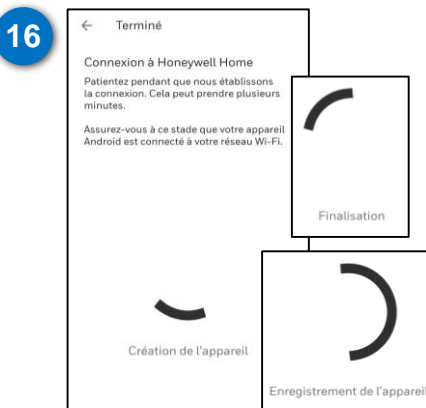 16
← Terminé
Connexion à Honeywell Home
Patientez pendant que nous établissons
la connexion. Cela peut prendre plusieurs
minutes.
Assurez-vous à ce stade que votre appareil
Android est connecté à votre réseau Wi-Fi.
Création de l'appareil
Finalisation
Enregistrement de l'appareil